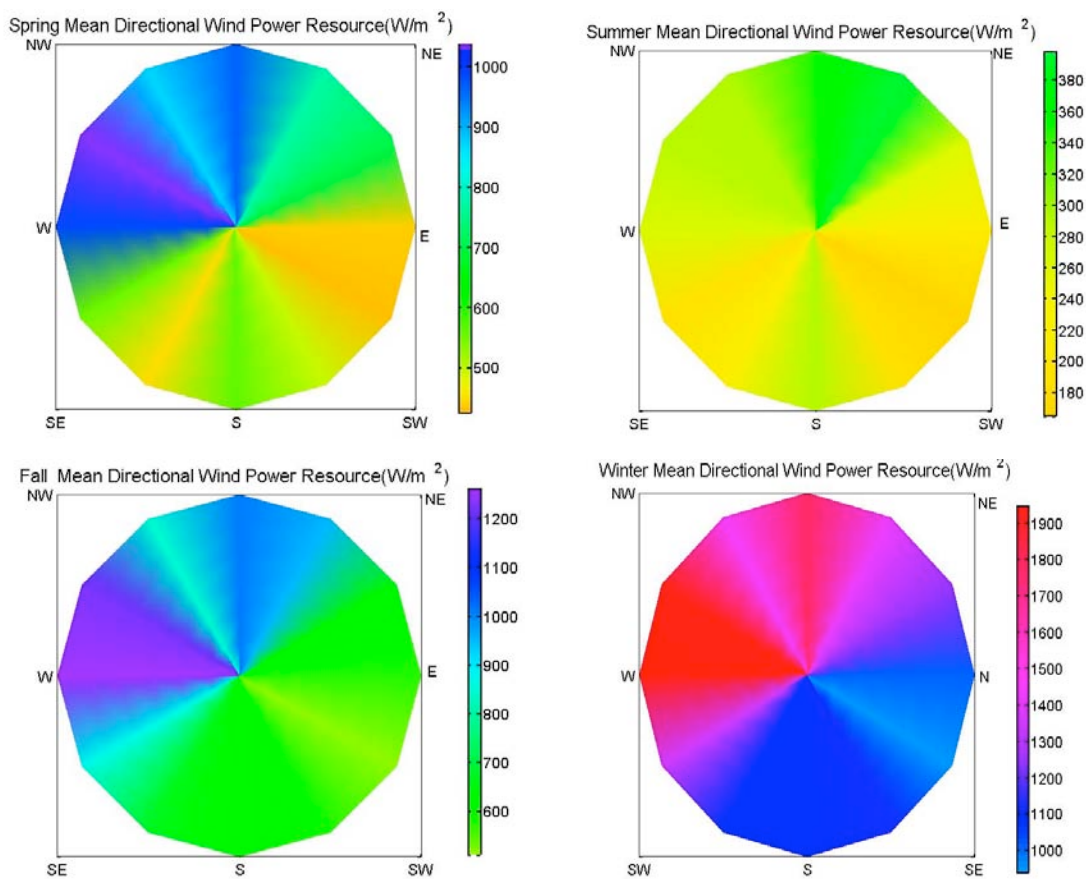 Spring Mean Directional Wind Power Resource(W/m 2)
NW
NE
W
E
SE
S
SW
1000
900
800
700
600
500
Summer Mean Directional Wind Power Resource(W/m 2)
NW
NE
W
E
SE
S
SW
380
360
340
320
300
280
260
240
220
200
180
160
Fall Mean Directional Wind Power Resource(W/m 2)
NW
NE
W
E
SE
S
SW
1200
1100
1000
900
800
700
600
Winter Mean Directional Wind Power Resource(W/m 2)
NW
NE
W
N
SW
S
SE
1900
1800
1700
1600
1500
1400
1300
1200
1100
1000